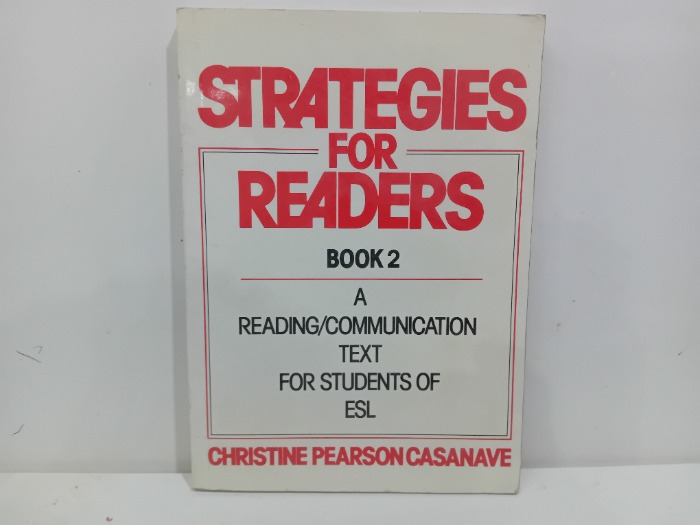 STRATEGIES
FOR
READERS
BOOK 2
A
READING/COMMUNICATION
TEXT
FOR STUDENTS OF
ESL
CHRISTINE PEARSON CASANAVE